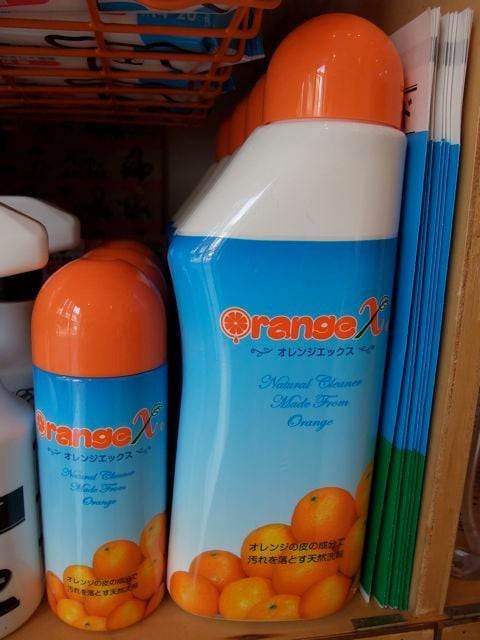 OrangeX
オレンジエックス
Natural Cleaner
Made From
Orange
オレンジの皮の成分で
汚れを落とす天然洗剤
OrangeX
オレンジエックス
Natural Cleaner
Made From
Orange
オレンジの皮の成分で
汚れを落とす天然洗剤